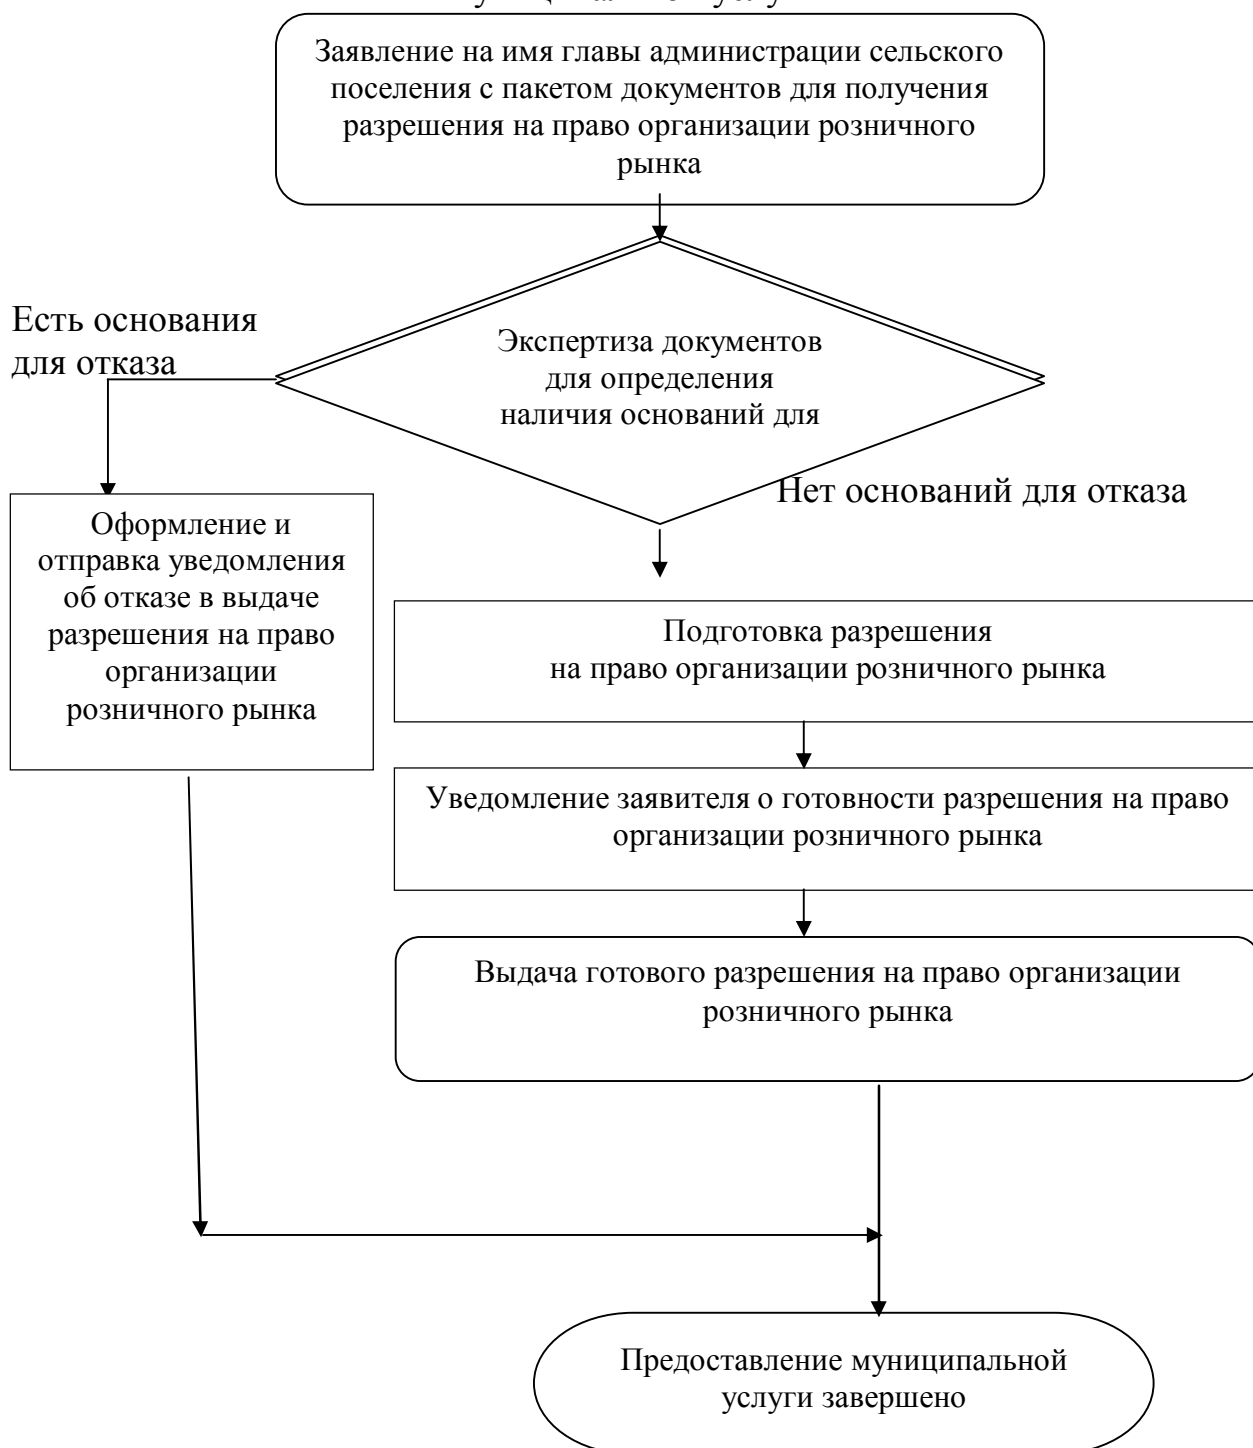 Заявление на имя главы администрации сельского
поселения с пакетом документов для получения
разрешения на право организации розничного
рынка
Есть основания
для отказа
Экспертиза документов
для определения
наличия оснований для
Нет оснований для отказа
Оформление и
отправка уведомления
об отказе в выдаче
разрешения на право
организации
розничного рынка
Подготовка разрешения
на право организации розничного рынка
Уведомление заявителя о готовности разрешения на право
организации розничного рынка
Выдача готового разрешения на право организации
розничного рынка
Предоставление муниципальной
услуги завершено